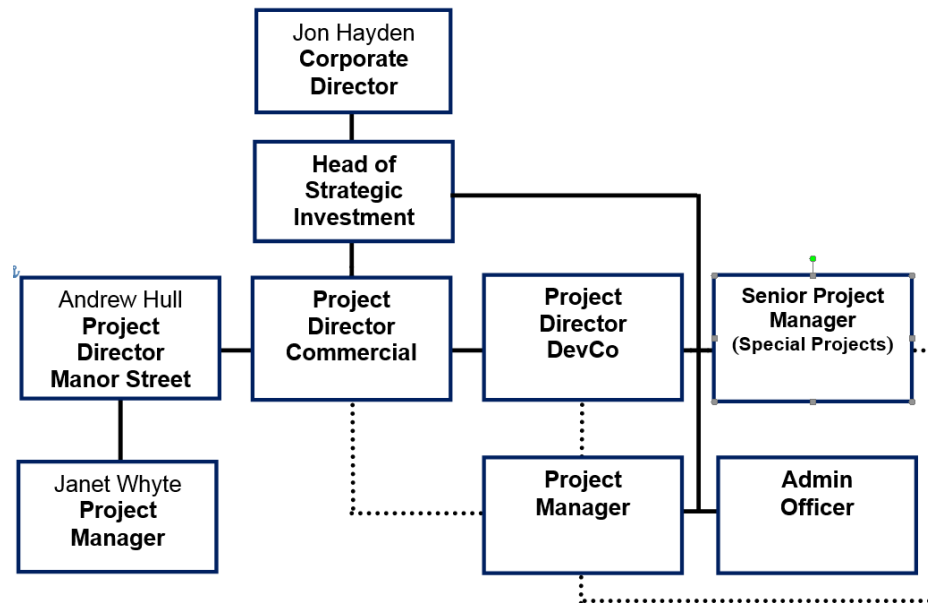 Jon Hayden
Corporate
Director
Head of
Strategic
Investment
Andrew Hull
Project
Director
Manor Street
Project
Director
Commercial
Project
Director
DevCo
Senior Project
Manager
(Special Projects)
Janet Whyte
Project
Manager
Project
Manager
Admin
Officer